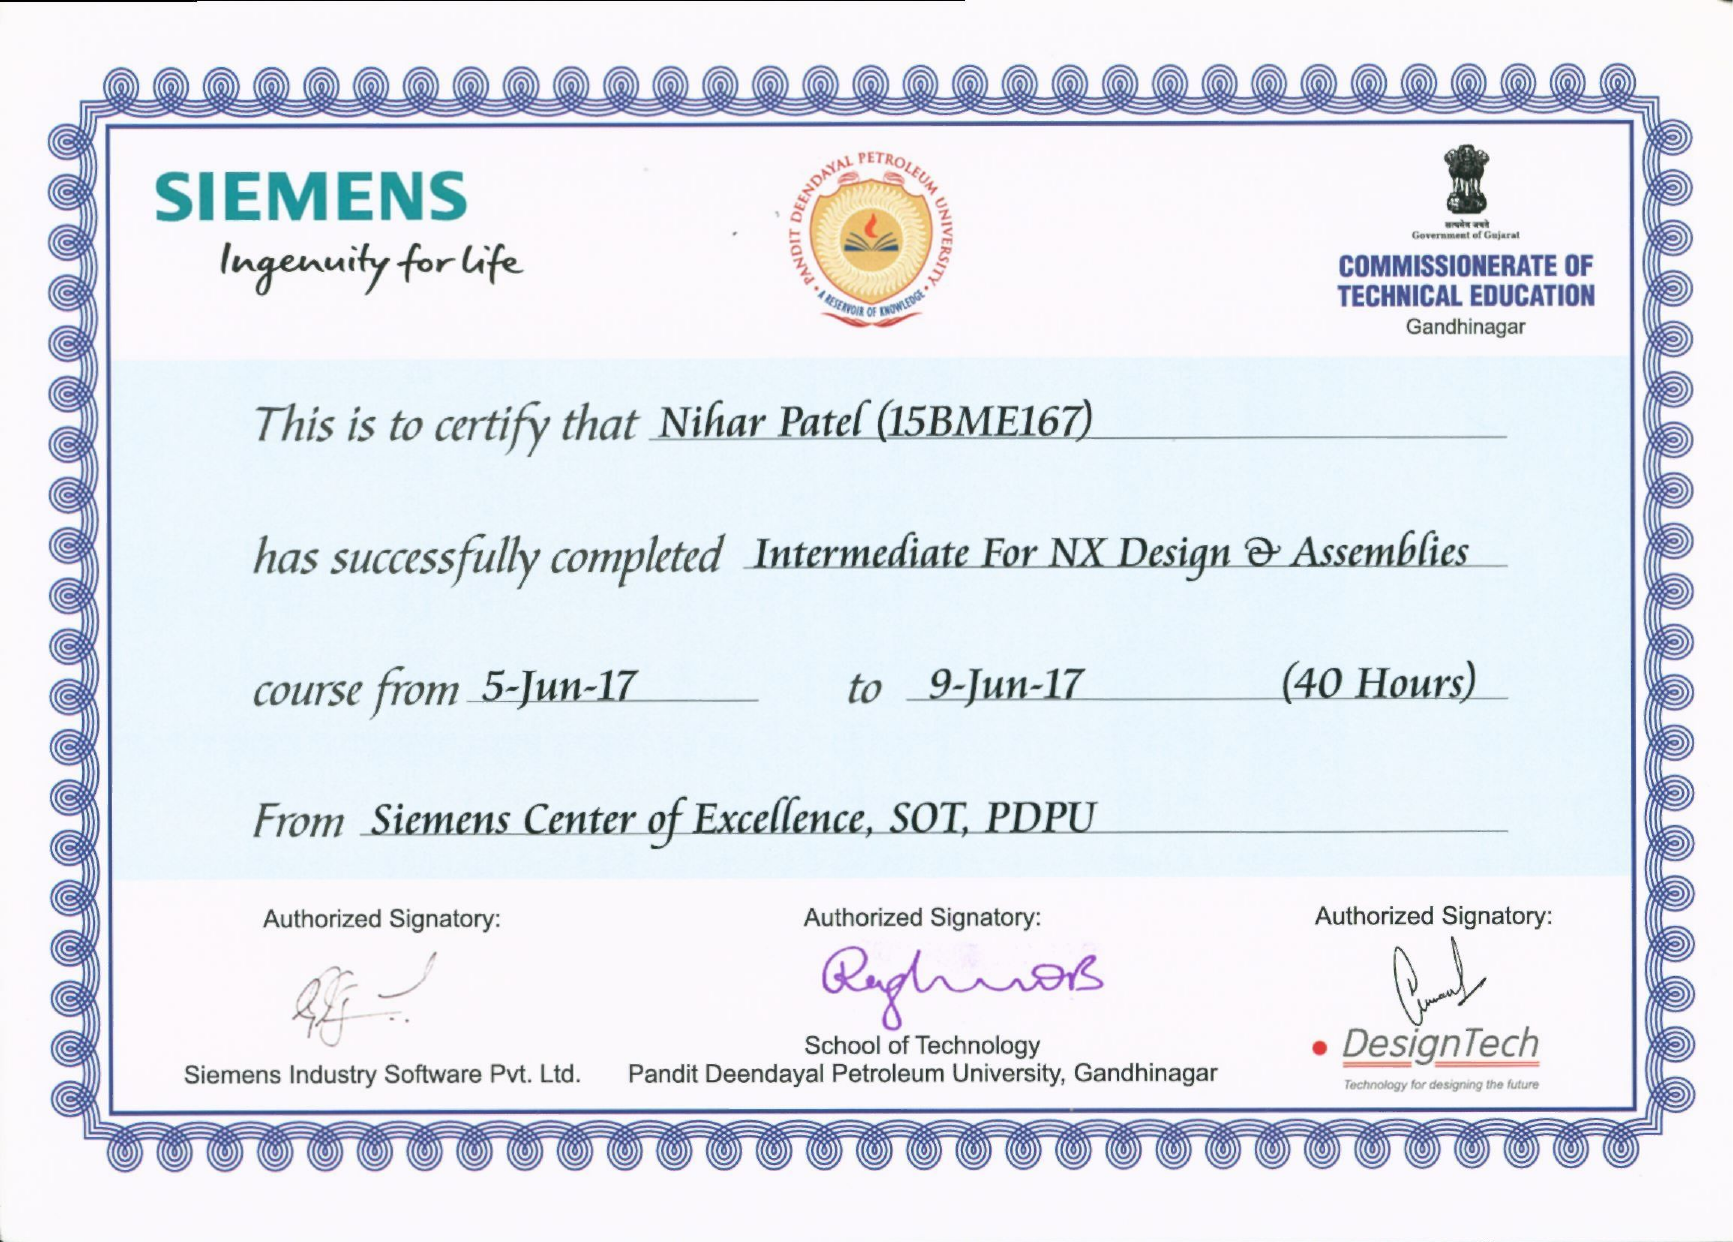 SIEMENS
Ingenuity for life
PANDIT DEENDAYAL PETROLEUM UNIVERSITY
A RESERVOIR OF KNOWLEDGE
सत्यमेव जयते
Government of Gujarat
COMMISSIONERATE OF
TECHNICAL EDUCATION
Gandhinagar
This is to certify that Nihar Patel (15BME167)
has successfully completed Intermediate For NX Design & Assemblies
course from 5-Jun-17 to 9-Jun-17 (40 Hours)
From Siemens Center of Excellence, SOT, PDPU
Authorized Signatory:
Siemens Industry Software Pvt. Ltd.
Authorized Signatory:
School of Technology
Pandit Deendayal Petroleum University, Gandhinagar
Authorized Signatory:
DesignTech
Technology for designing the future